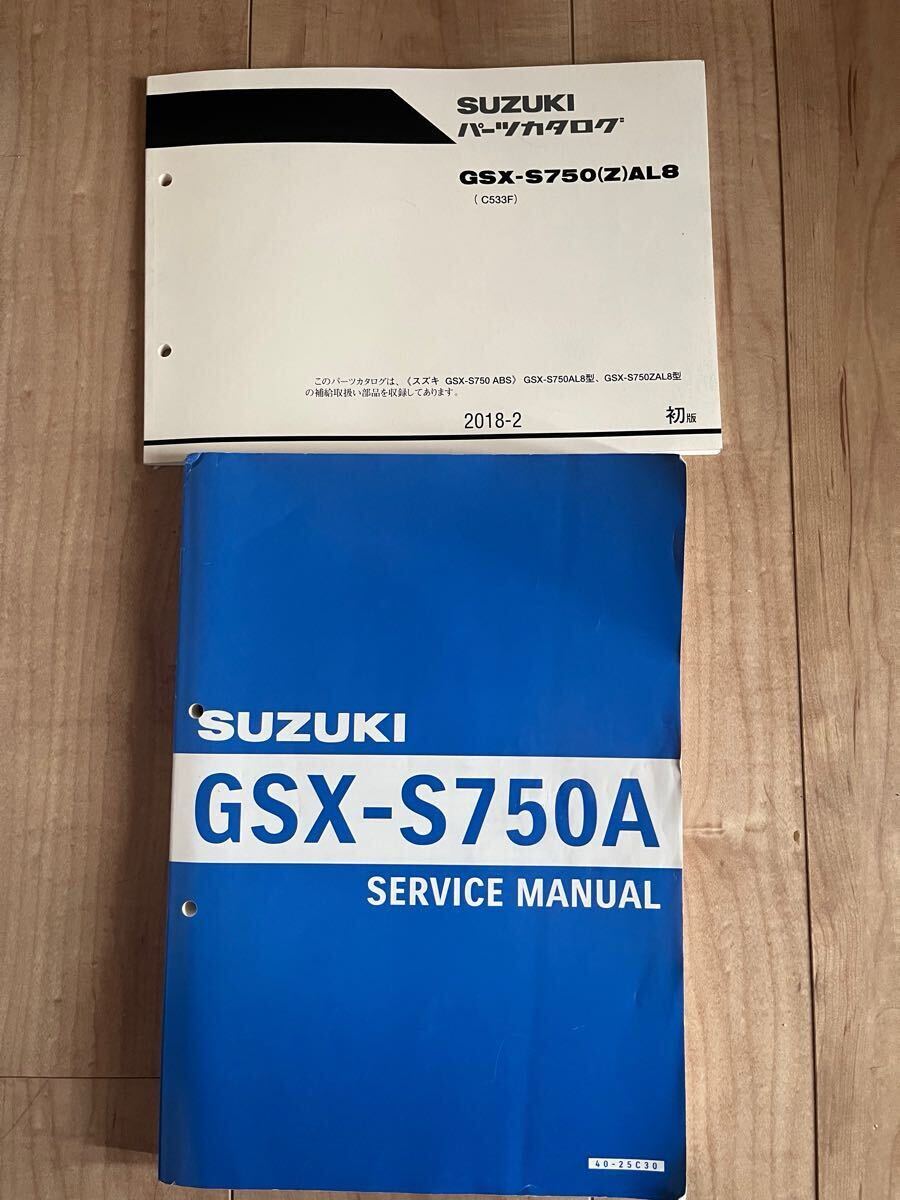 SUZUKI
パーツカタログ
GSX-S750(Z)AL8
( C533F)
このパーツカタログは、《スズキ GSX-S750 ABS》 GSX-S750AL8型、GSX-S750ZAL8型
の補給取扱い部品を収録してあります。
2018-2
初版
SUZUKI
GSX-S750A
SERVICE MANUAL
40-25C30